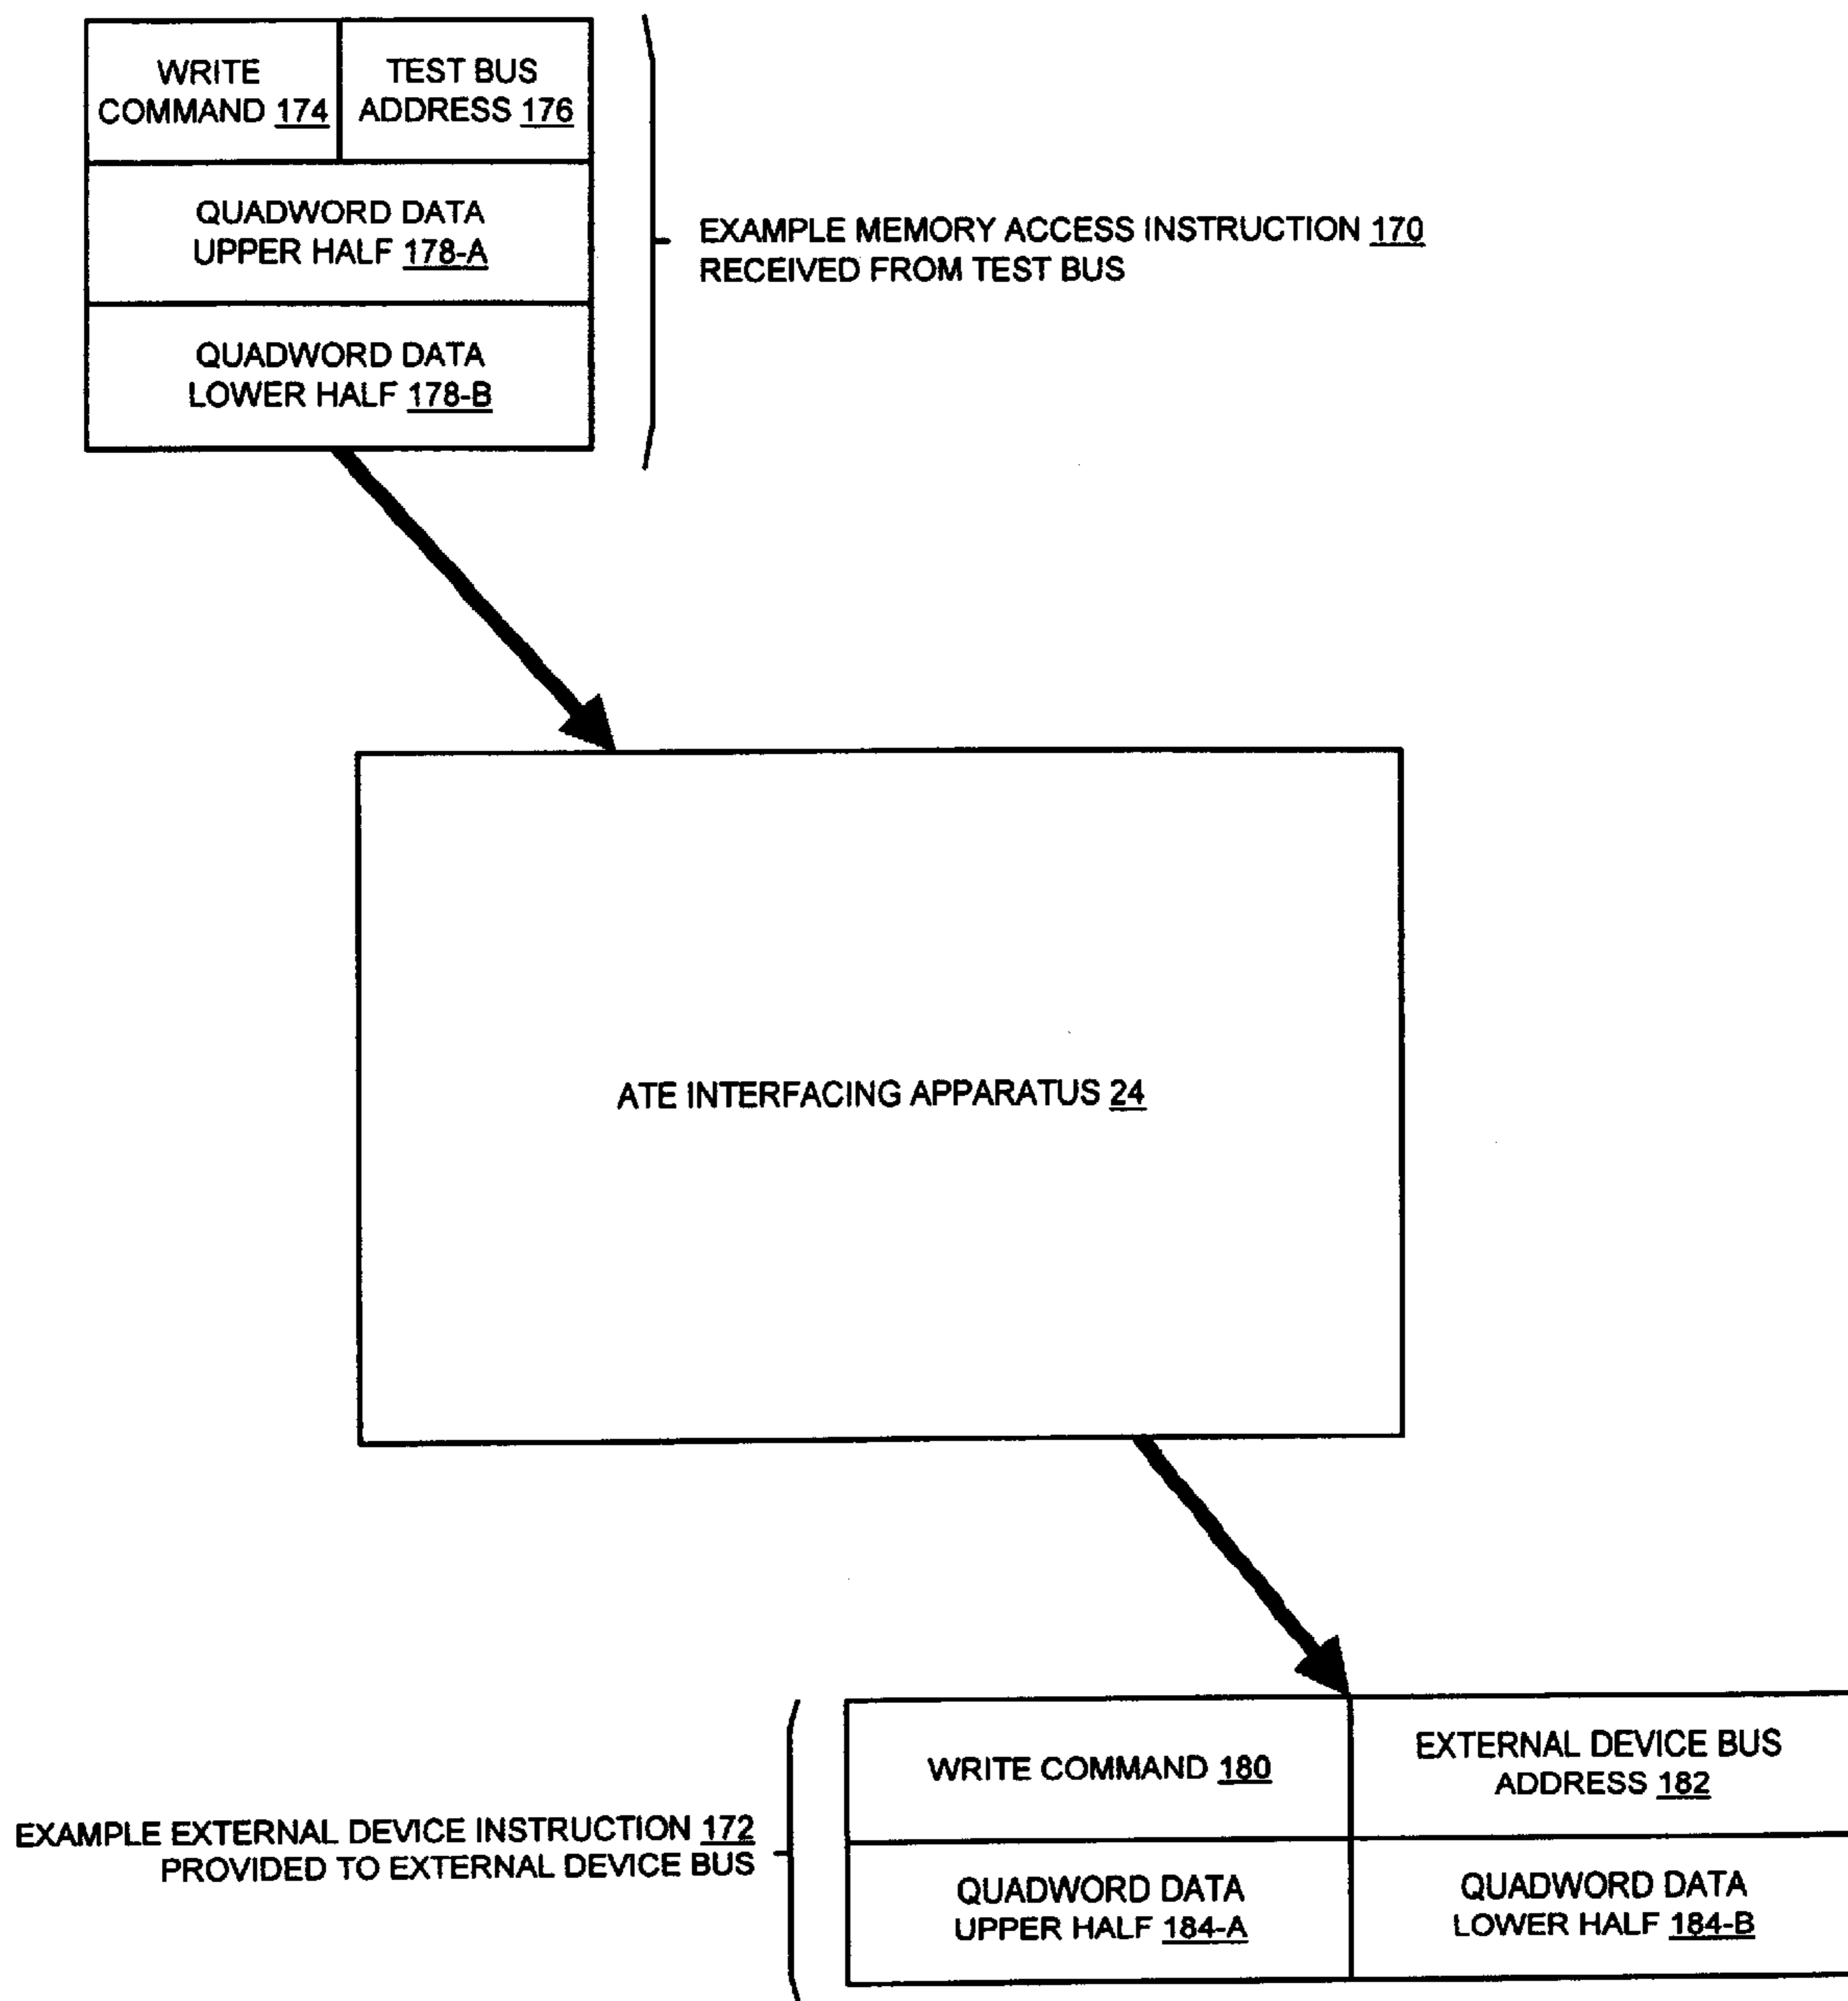 WRITE
COMMAND 174
TEST BUS
ADDRESS 176
QUADWORD DATA
UPPER HALF 178-A
QUADWORD DATA
LOWER HALF 178-B
EXAMPLE MEMORY ACCESS INSTRUCTION 170
RECEIVED FROM TEST BUS
ATE INTERFACING APPARATUS 24
EXAMPLE EXTERNAL DEVICE INSTRUCTION 172
PROVIDED TO EXTERNAL DEVICE BUS
WRITE COMMAND 180
EXTERNAL DEVICE BUS
ADDRESS 182
QUADWORD DATA
UPPER HALF 184-A
QUADWORD DATA
LOWER HALF 184-B